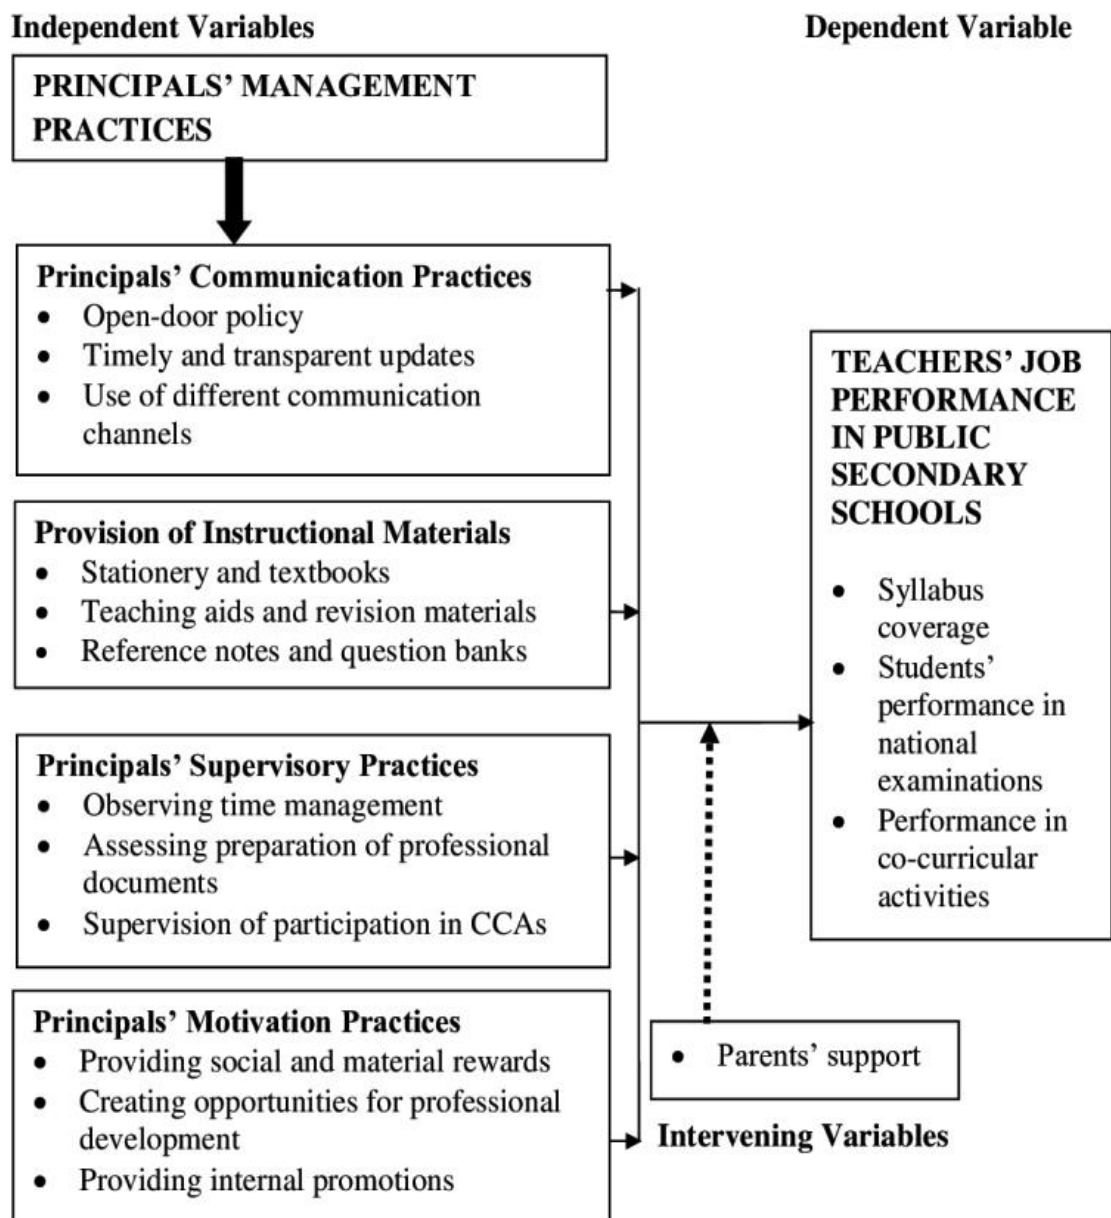 Independent Variables
Dependent Variable
PRINCIPALS’ MANAGEMENT
PRACTICES
Principals’ Communication Practices
• Open-door policy
• Timely and transparent updates
• Use of different communication
channels
Provision of Instructional Materials
• Stationery and textbooks
• Teaching aids and revision materials
• Reference notes and question banks
Principals’ Supervisory Practices
• Observing time management
• Assessing preparation of professional
documents
• Supervision of participation in CCAs
Principals’ Motivation Practices
• Providing social and material rewards
• Creating opportunities for professional
development
• Providing internal promotions
TEACHERS’ JOB
PERFORMANCE
IN PUBLIC
SECONDARY
SCHOOLS
• Syllabus
coverage
• Students’
performance in
national
examinations
• Performance in
co-curricular
activities
• Parents’ support
Intervening Variables